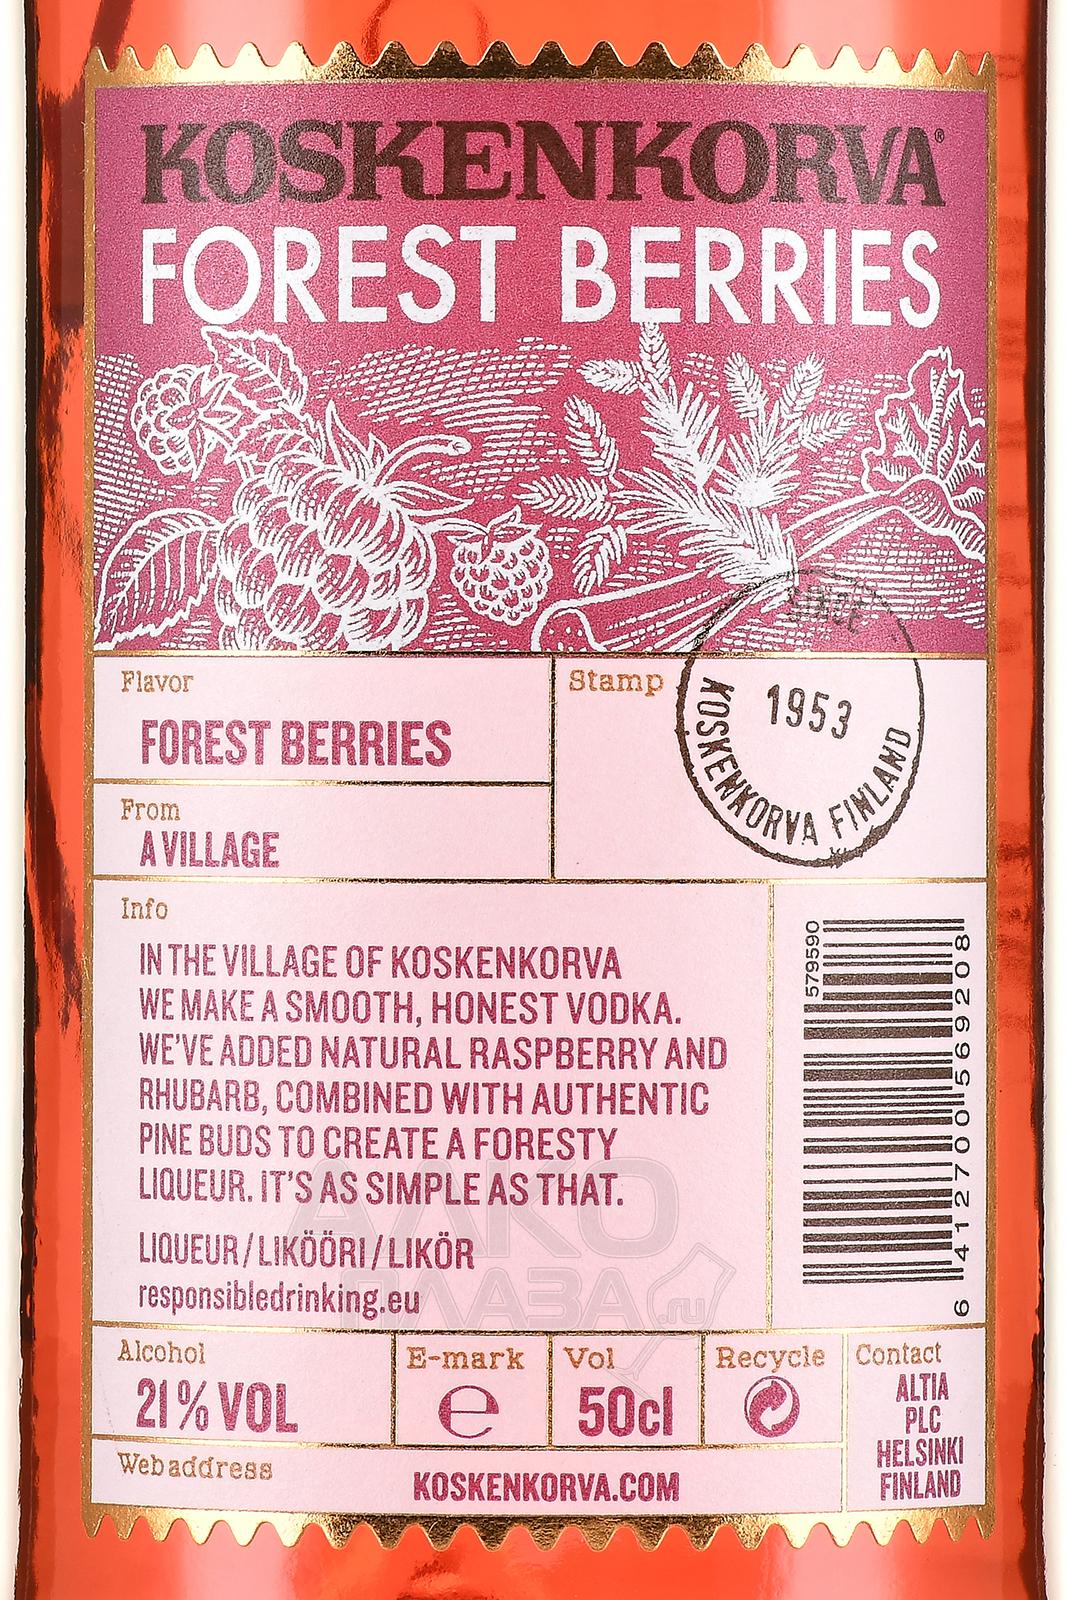 KOSKENKORVA®
FOREST BERRIES
Flavor
FOREST BERRIES
From
A VILLAGE
Stamp
SINCE
1953
KOSKENKORVA FINLAND
Info
IN THE VILLAGE OF KOSKENKORVA
WE MAKE A SMOOTH, HONEST VODKA.
WE'VE ADDED NATURAL RASPBERRY AND
RHUBARB, COMBINED WITH AUTHENTIC
PINE BUDS TO CREATE A FORESTY
LIQUEUR. IT'S AS SIMPLE AS THAT.
LIQUEUR/LIKÖÖRI/LIKÖR
responsibledrinking.eu
579590
6 412700 569208
АЛКО
ПЛАЗА .ru
Alcohol
21% VOL
E-mark
e
Vol
50cl
Recycle
Contact
ALTIA
PLC
HELSINKI
FINLAND
Webaddress
KOSKENKORVA.COM